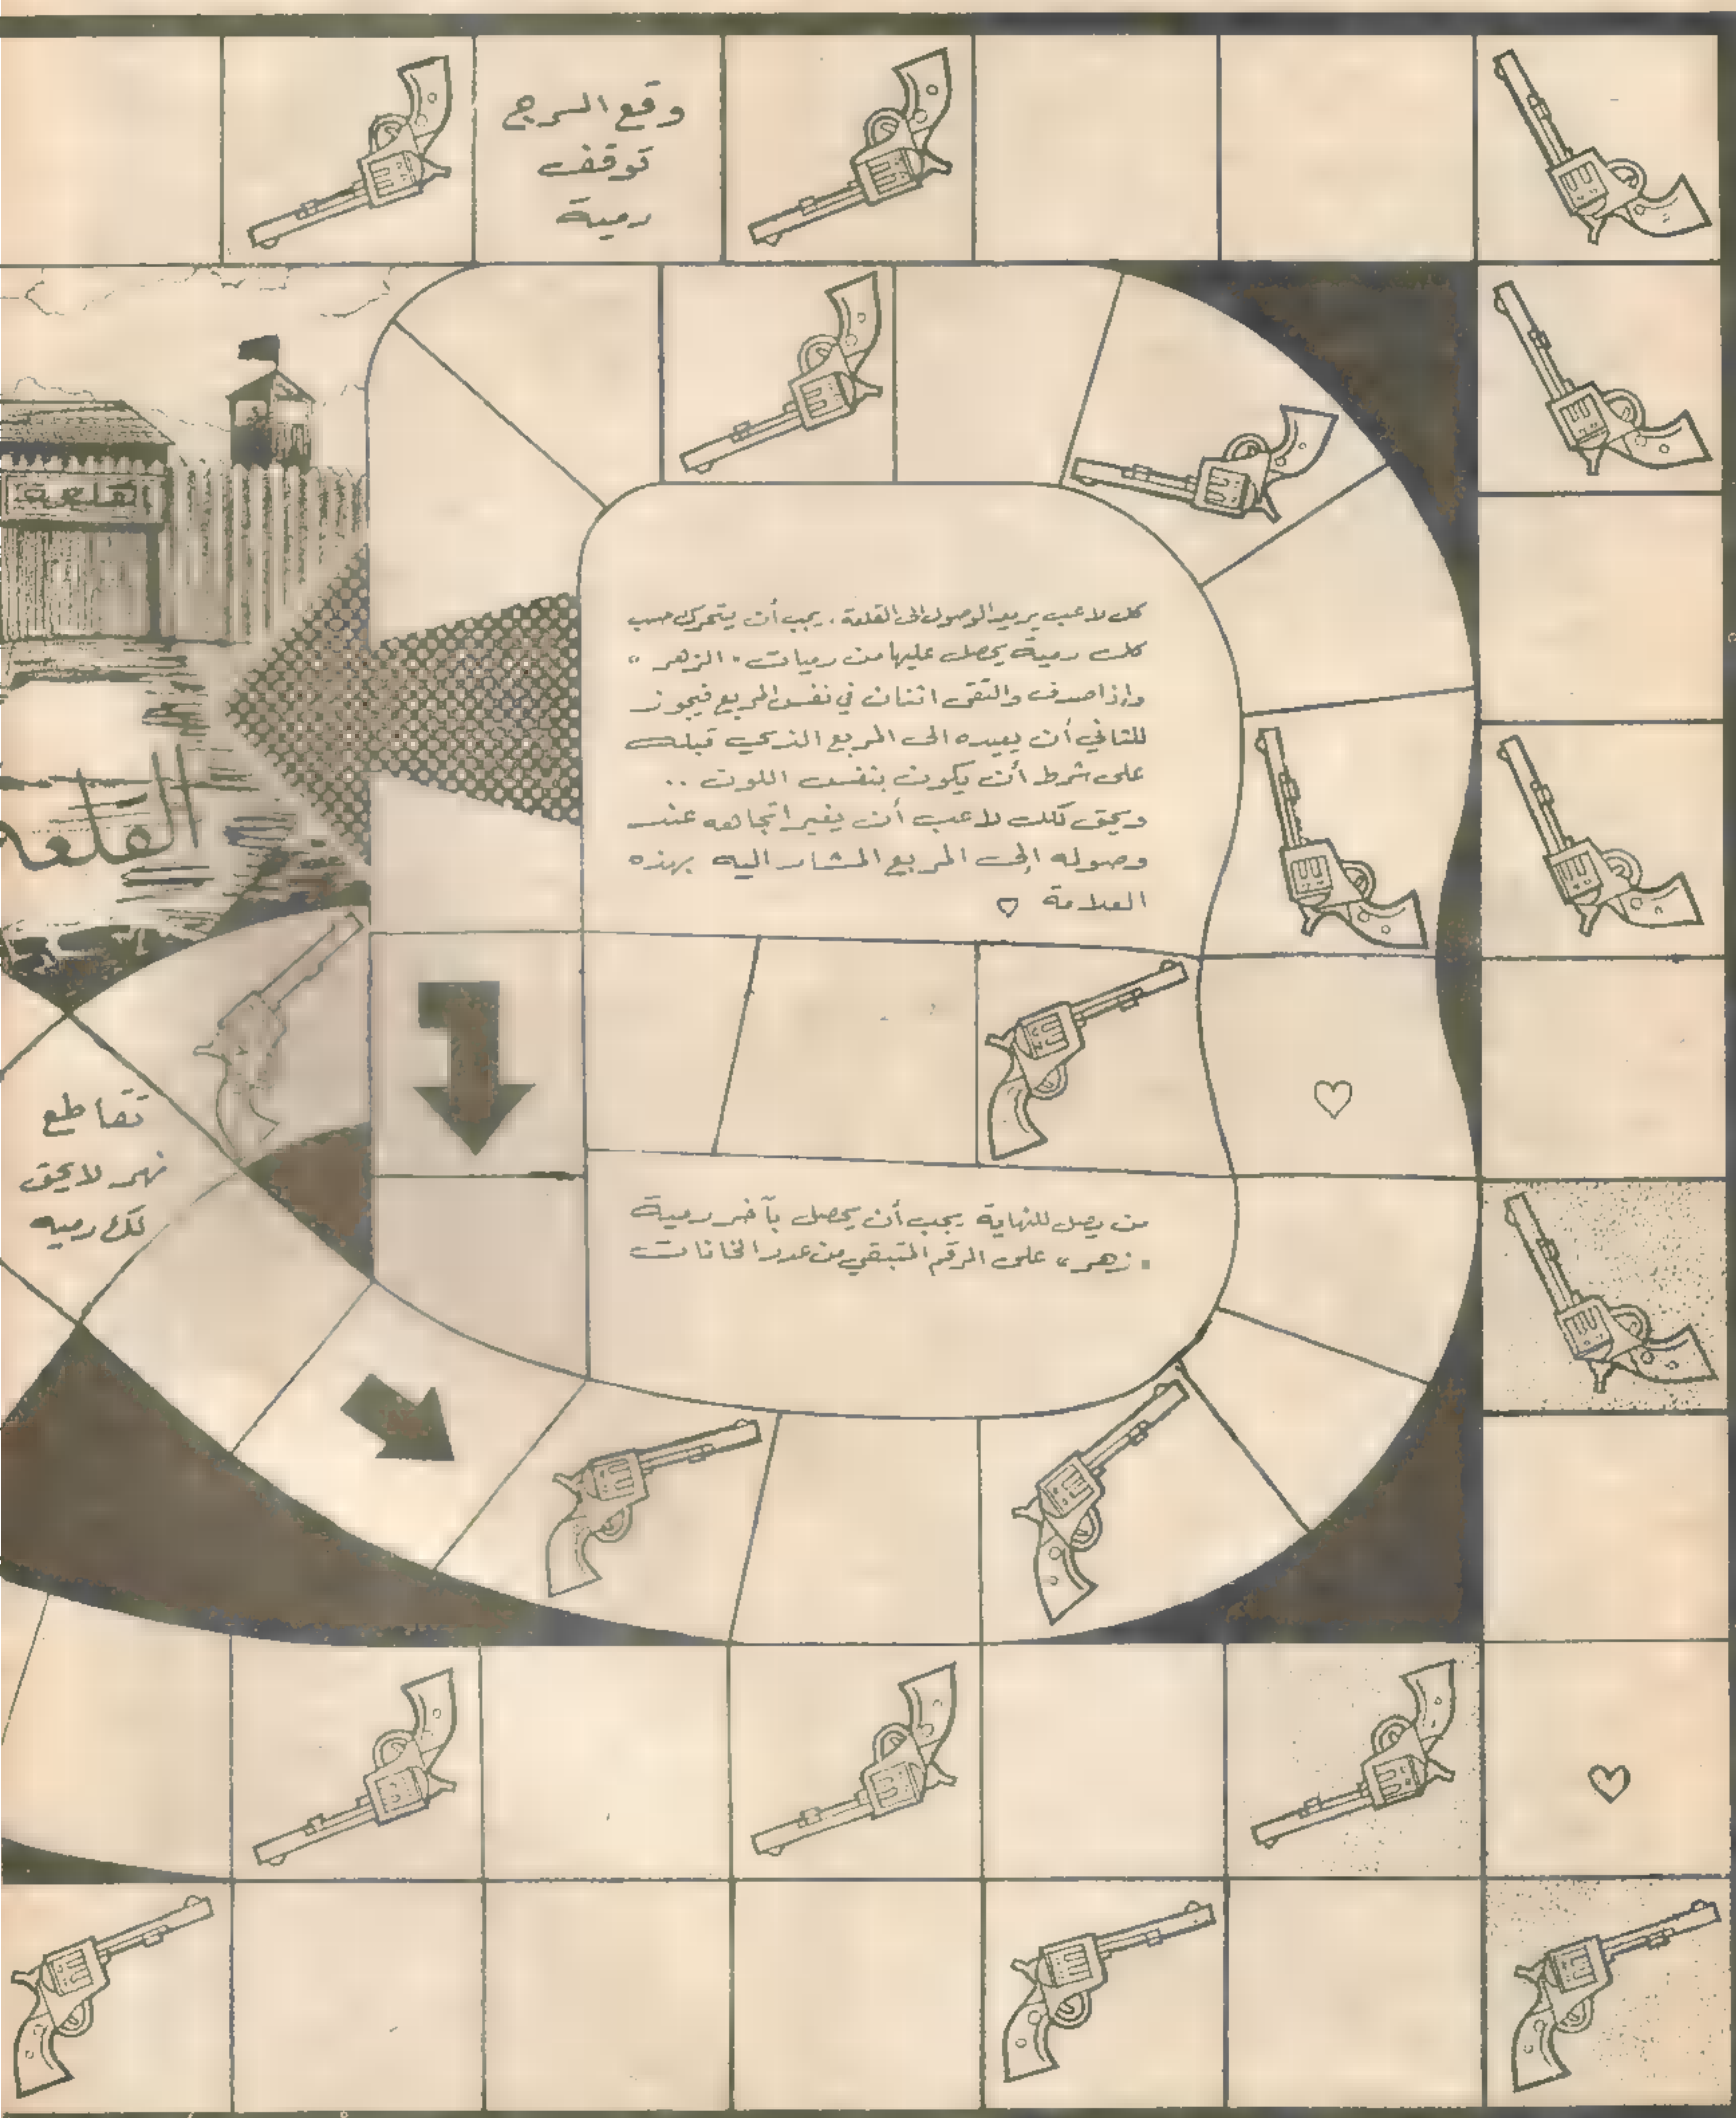 وقع السرج
توقف
رمية
القلعة
القلعة
كل لاعب يريد الوصول الى القلعة، يجب أن يتحرك حسب
كل رمية يحصل عليها من رميات "الزهر"
واذا صدف والتقى اثنان في نفس المربع فيجوز
للثاني أن يعيده الى المربع الذي قبله
على شرط أن يكون بنفس اللون ..
ويحق لكل لاعب أن يغير اتجاهه عند
وصوله إلى المربع المشار اليه بهذه
العلامة ♡
تقاطع
نهر لا يحق
لك رميه
من يصل للنهاية يجب أن يحصل بآخر رمية
"زهر" على الرقم المتبقي من عدد الخانات